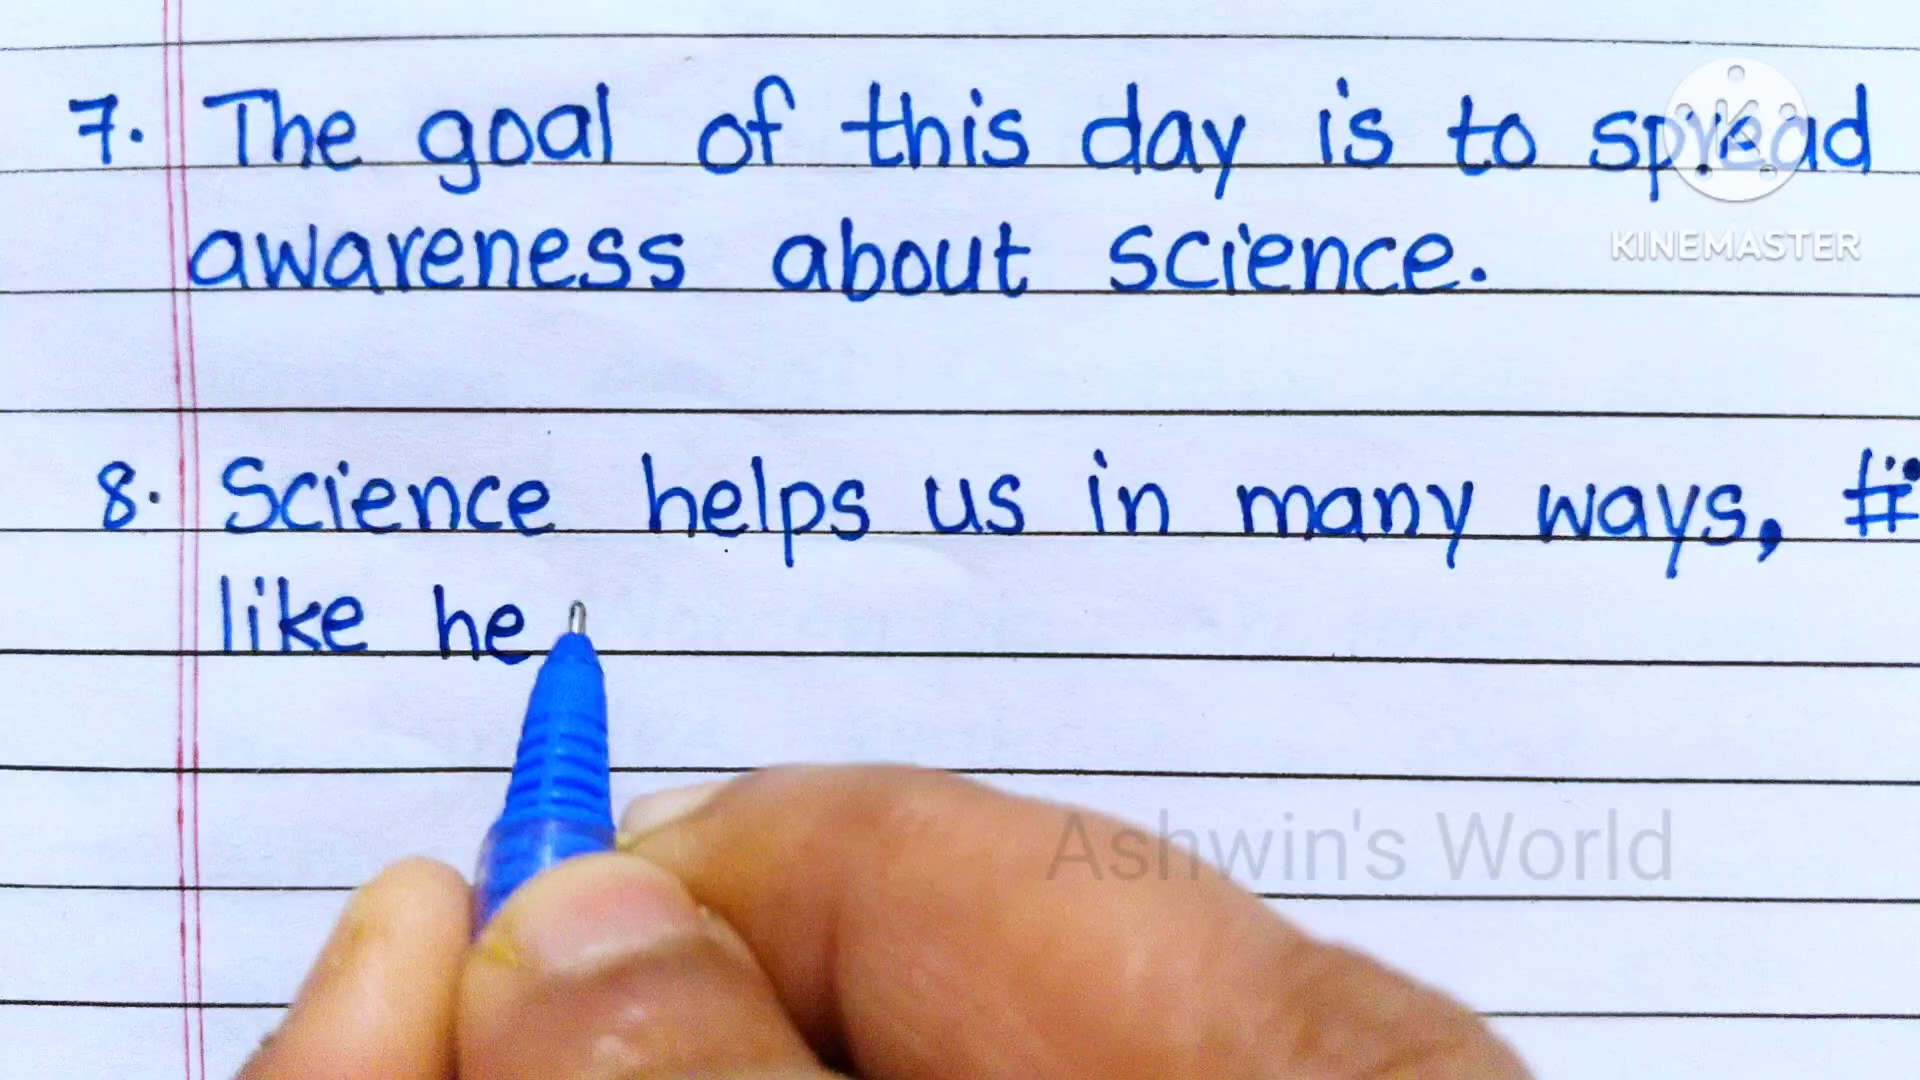 7. The goal of this day is to spread
KINEMASTER
awareness about science.
8. Science helps us in many ways,
like he
Ashwin's World